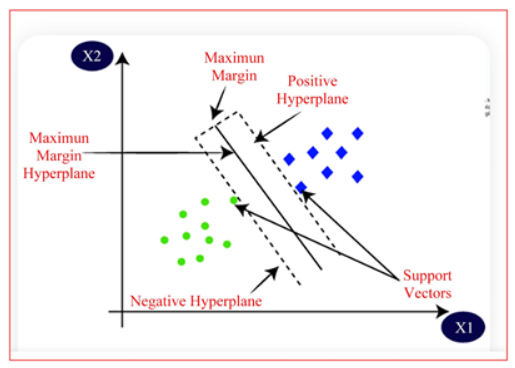 X2
Maximun
Margin
Positive
Hyperplane
Maximun
Margin
Hyperplane
Support
Vectors
Negative Hyperplane
X1